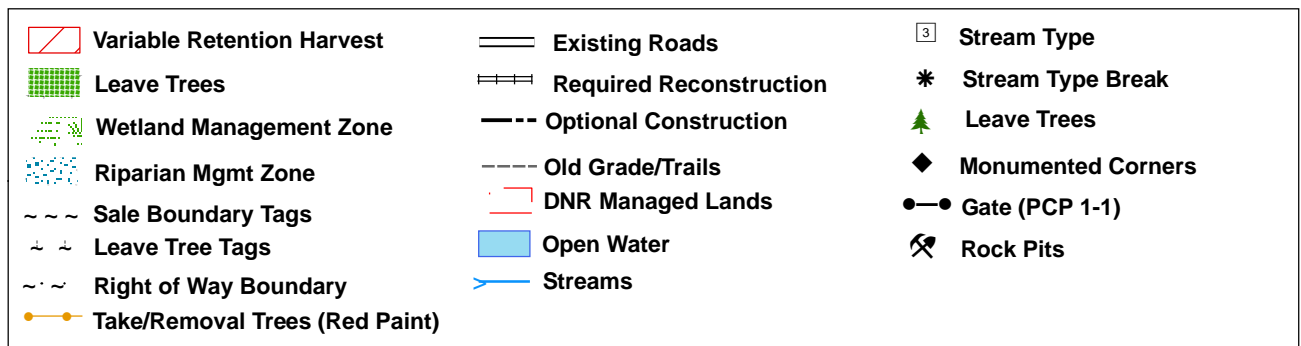 Variable Retention Harvest
Leave Trees
Wetland Management Zone
Riparian Mgmt Zone
Sale Boundary Tags
Leave Tree Tags
Right of Way Boundary
Take/Removal Trees (Red Paint)
Existing Roads
Required Reconstruction
Optional Construction
Old Grade/Trails
DNR Managed Lands
Open Water
Streams
3 Stream Type
Stream Type Break
Leave Trees
Monumented Corners
Gate (PCP 1-1)
Rock Pits